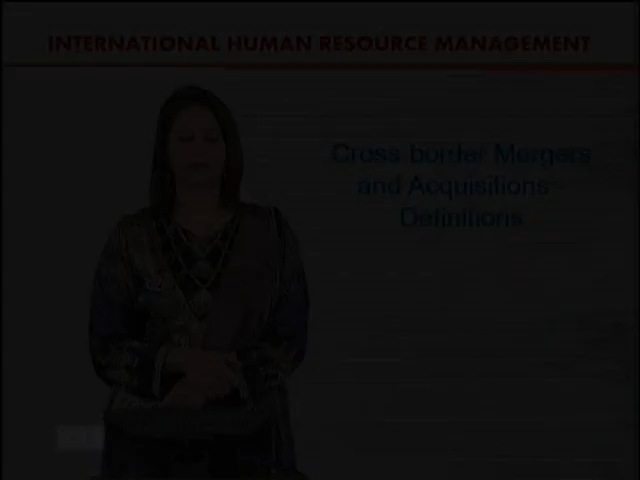 INTERNATIONAL HUMAN RESOURCE MANAGEMENT
Cross-border Mergers
and Acquisitions-
Definitions